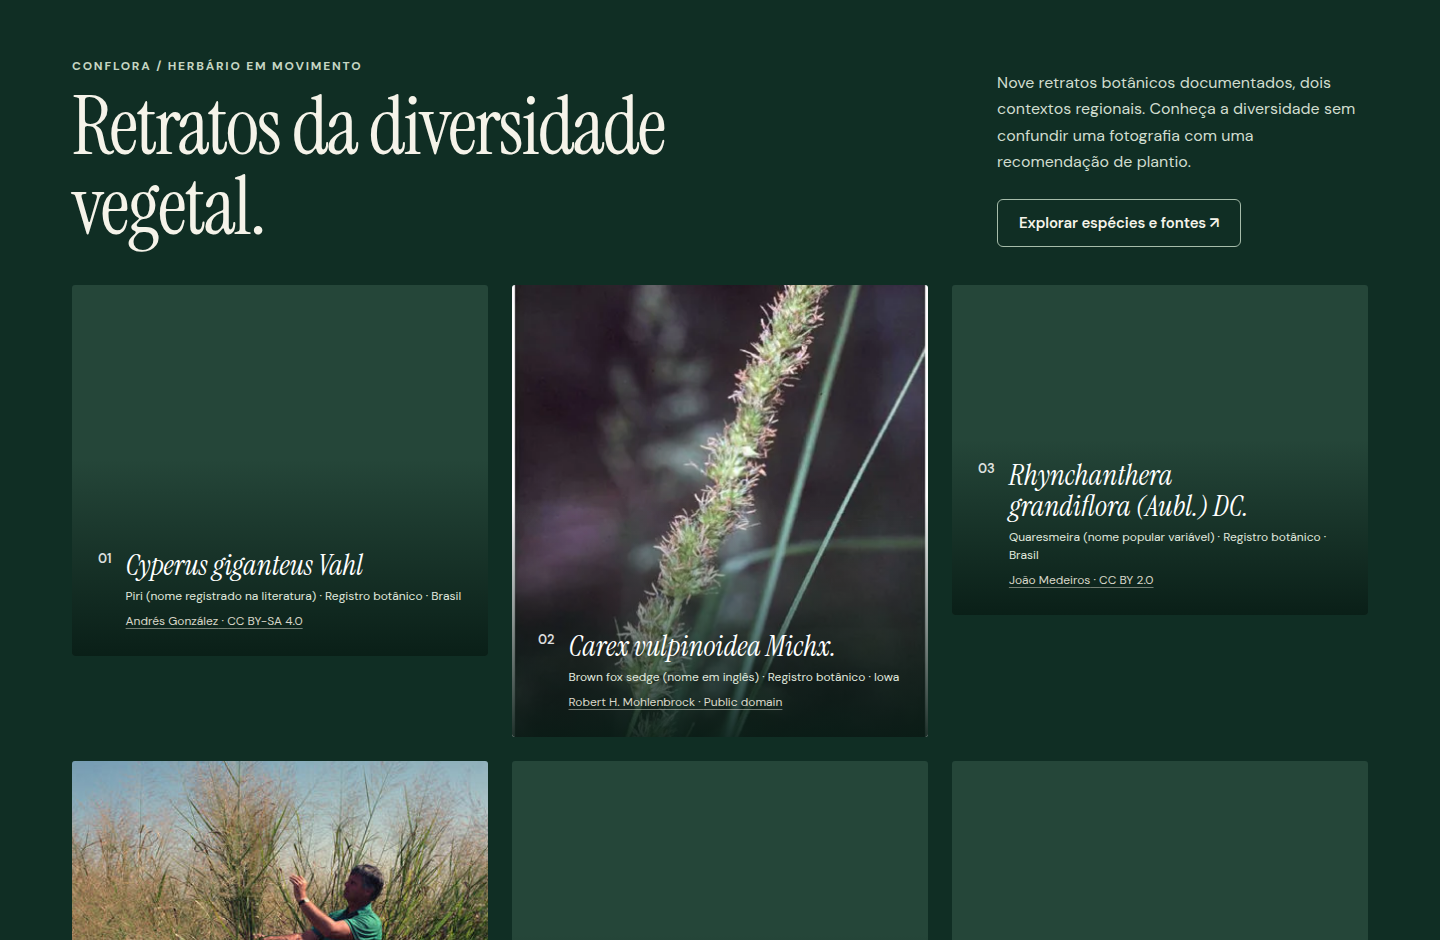 CONFLORA / HERBÁRIO EM MOVIMENTO
Retratos da diversidade
vegetal.
Nove retratos botânicos documentados, dois
contextos regionais. Conheça a diversidade sem
confundir uma fotografia com uma
recomendação de plantio.
Explorar espécies e fontes ↗
01
Cyperus giganteus Vahl
Piri (nome registrado na literatura) · Registro botânico · Brasil
Andrés González · CC BY-SA 4.0
02
Carex vulpinoidea Michx.
Brown fox sedge (nome em inglês) · Registro botânico · Iowa
Robert H. Mohlenbrock · Public domain
03
Rhynchanthera
grandiflora (Aubl.) DC.
Quaresmeira (nome popular variável) · Registro botânico ·
Brasil
João Medeiros · CC BY 2.0